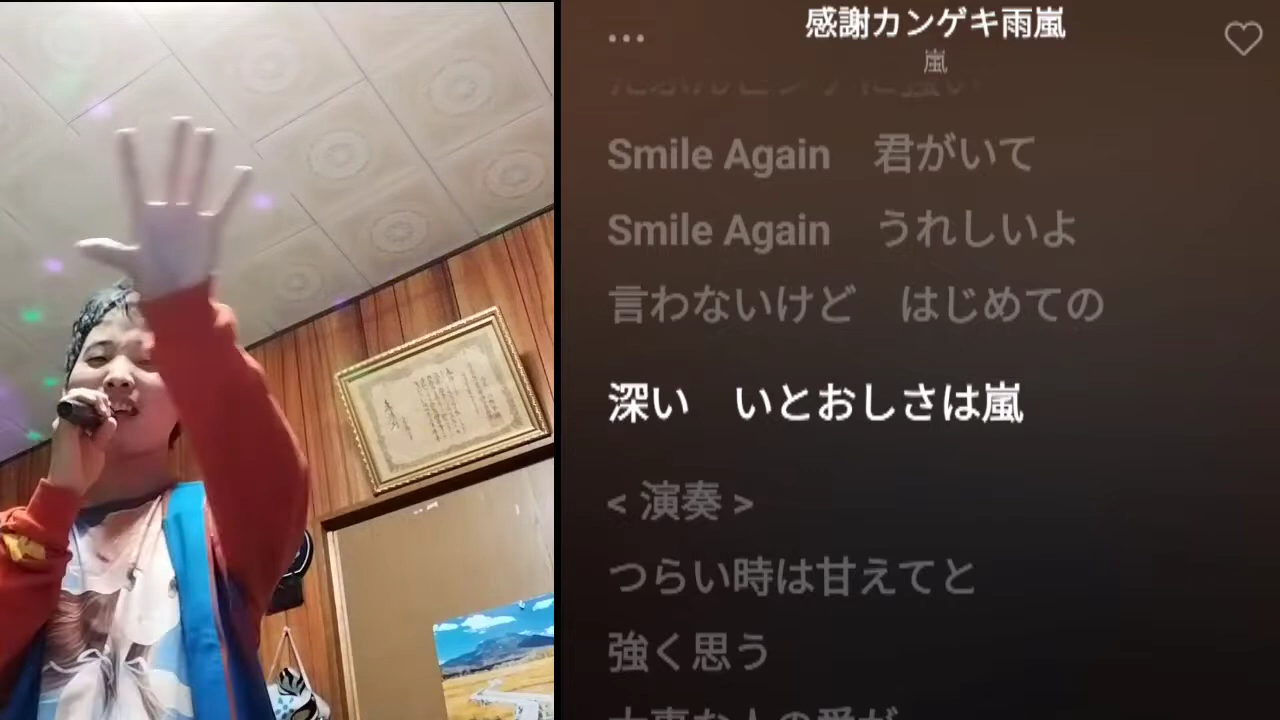 感謝カンゲキ雨嵐
嵐
Smile Again 君がいて
Smile Again うれしいよ
言わないけど はじめての
深い いとおしさは嵐
< 演奏 >
つらい時は甘えてと
強く思う